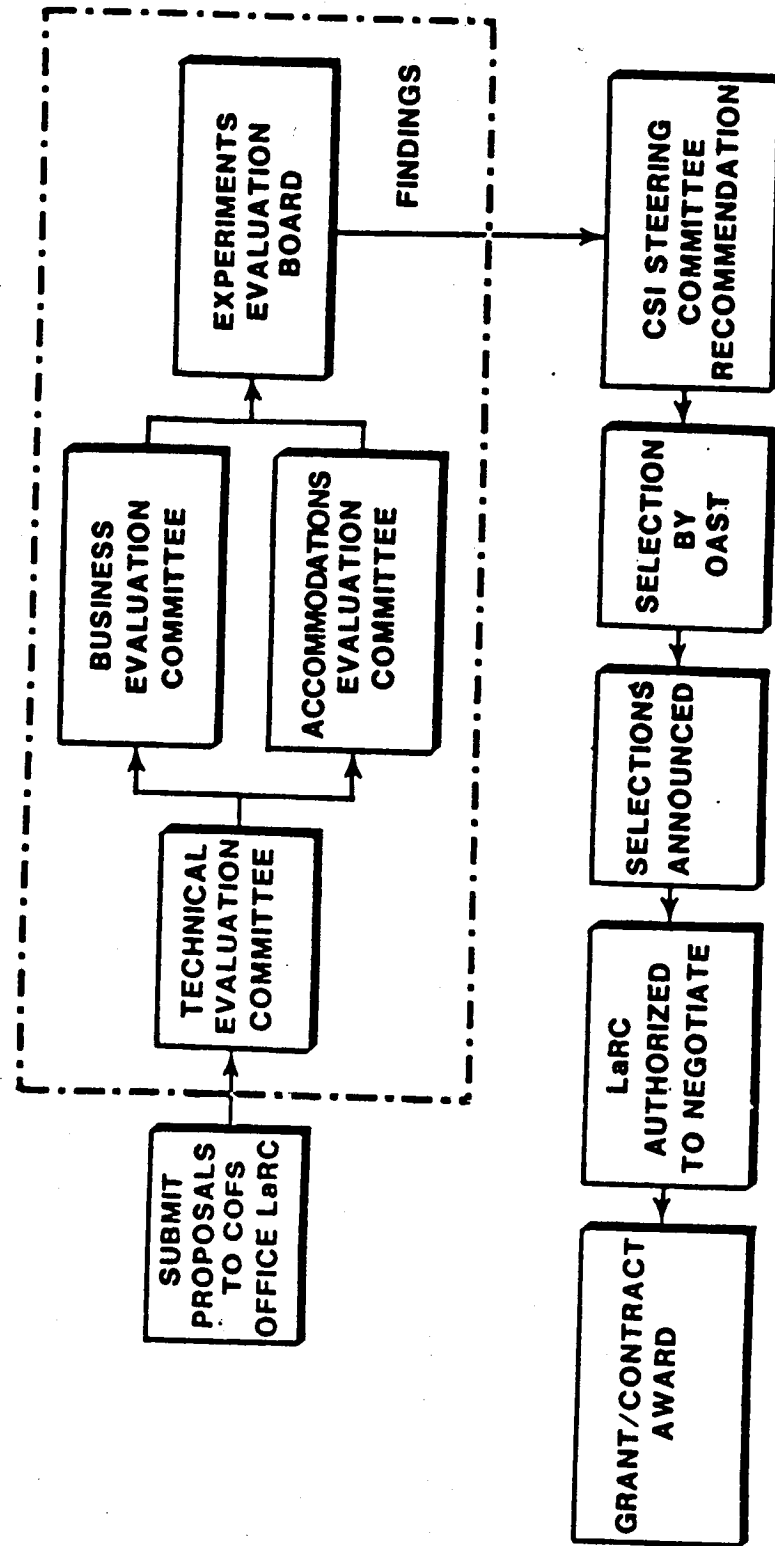 SUBMIT
PROPOSALS
TO COFS
OFFICE LaRC
TECHNICAL
EVALUATION
COMMITTEE
BUSINESS
EVALUATION
COMMITTEE
ACCOMMODATIONS
EVALUATION
COMMITTEE
EXPERIMENTS
EVALUATION
BOARD
FINDINGS
CSI STEERING
COMMITTEE
RECOMMENDATION
SELECTION
BY
OAST
SELECTIONS
ANNOUNCED
LaRC
AUTHORIZED
TO NEGOTIATE
GRANT/CONTRACT
AWARD